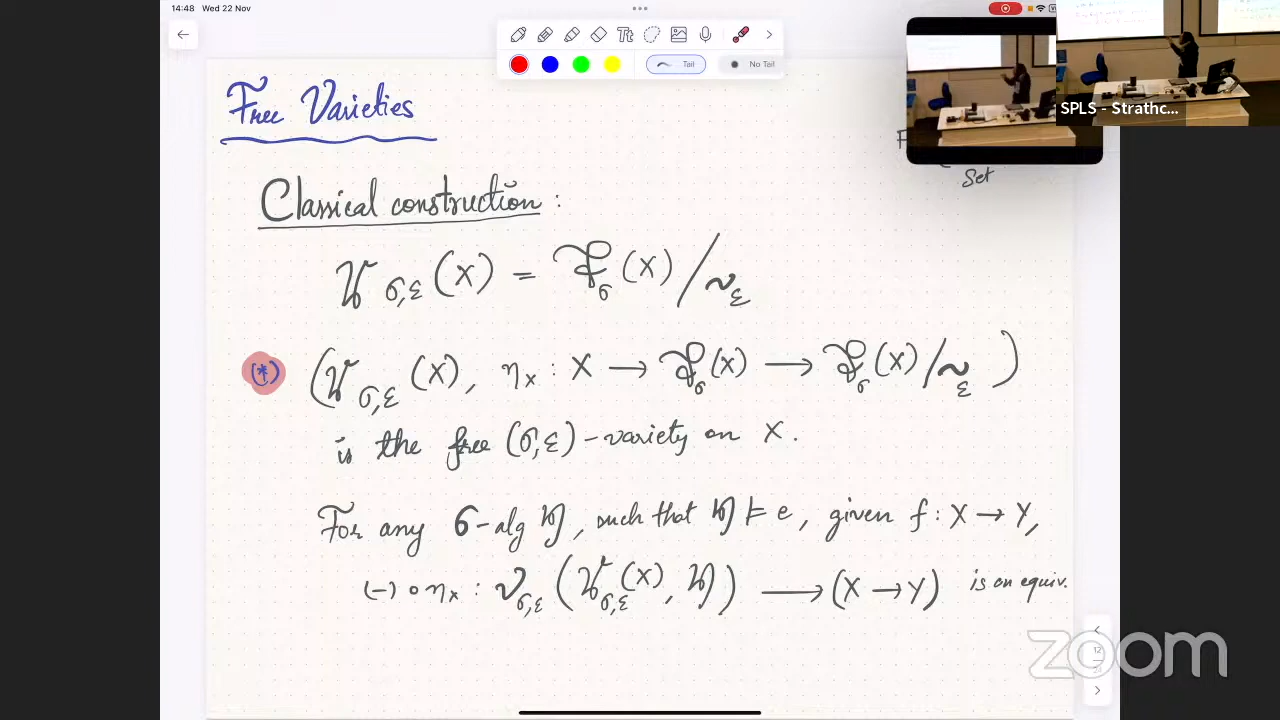 14:48 Wed 22 Nov
Tail
No Tail
SPLS - Strathc...
Free Varieties
Set
Classical construction :
𝒱σ,ε (X) = 𝓕σ (X) / ~ε
(*) (𝒱σ,ε (X), ηx : X → 𝓕σ (X) → 𝓕σ (X) / ~ε )
is the free (σ,ε) - variety on X.
For any σ-alg 𝒴, such that 𝒴 ⊨ e, given f : X → Y,
(-) ∘ ηx : 𝒱σ,ε ( 𝒱σ,ε (X), 𝒴 ) → (X → Y) is an equiv.
12
zoom